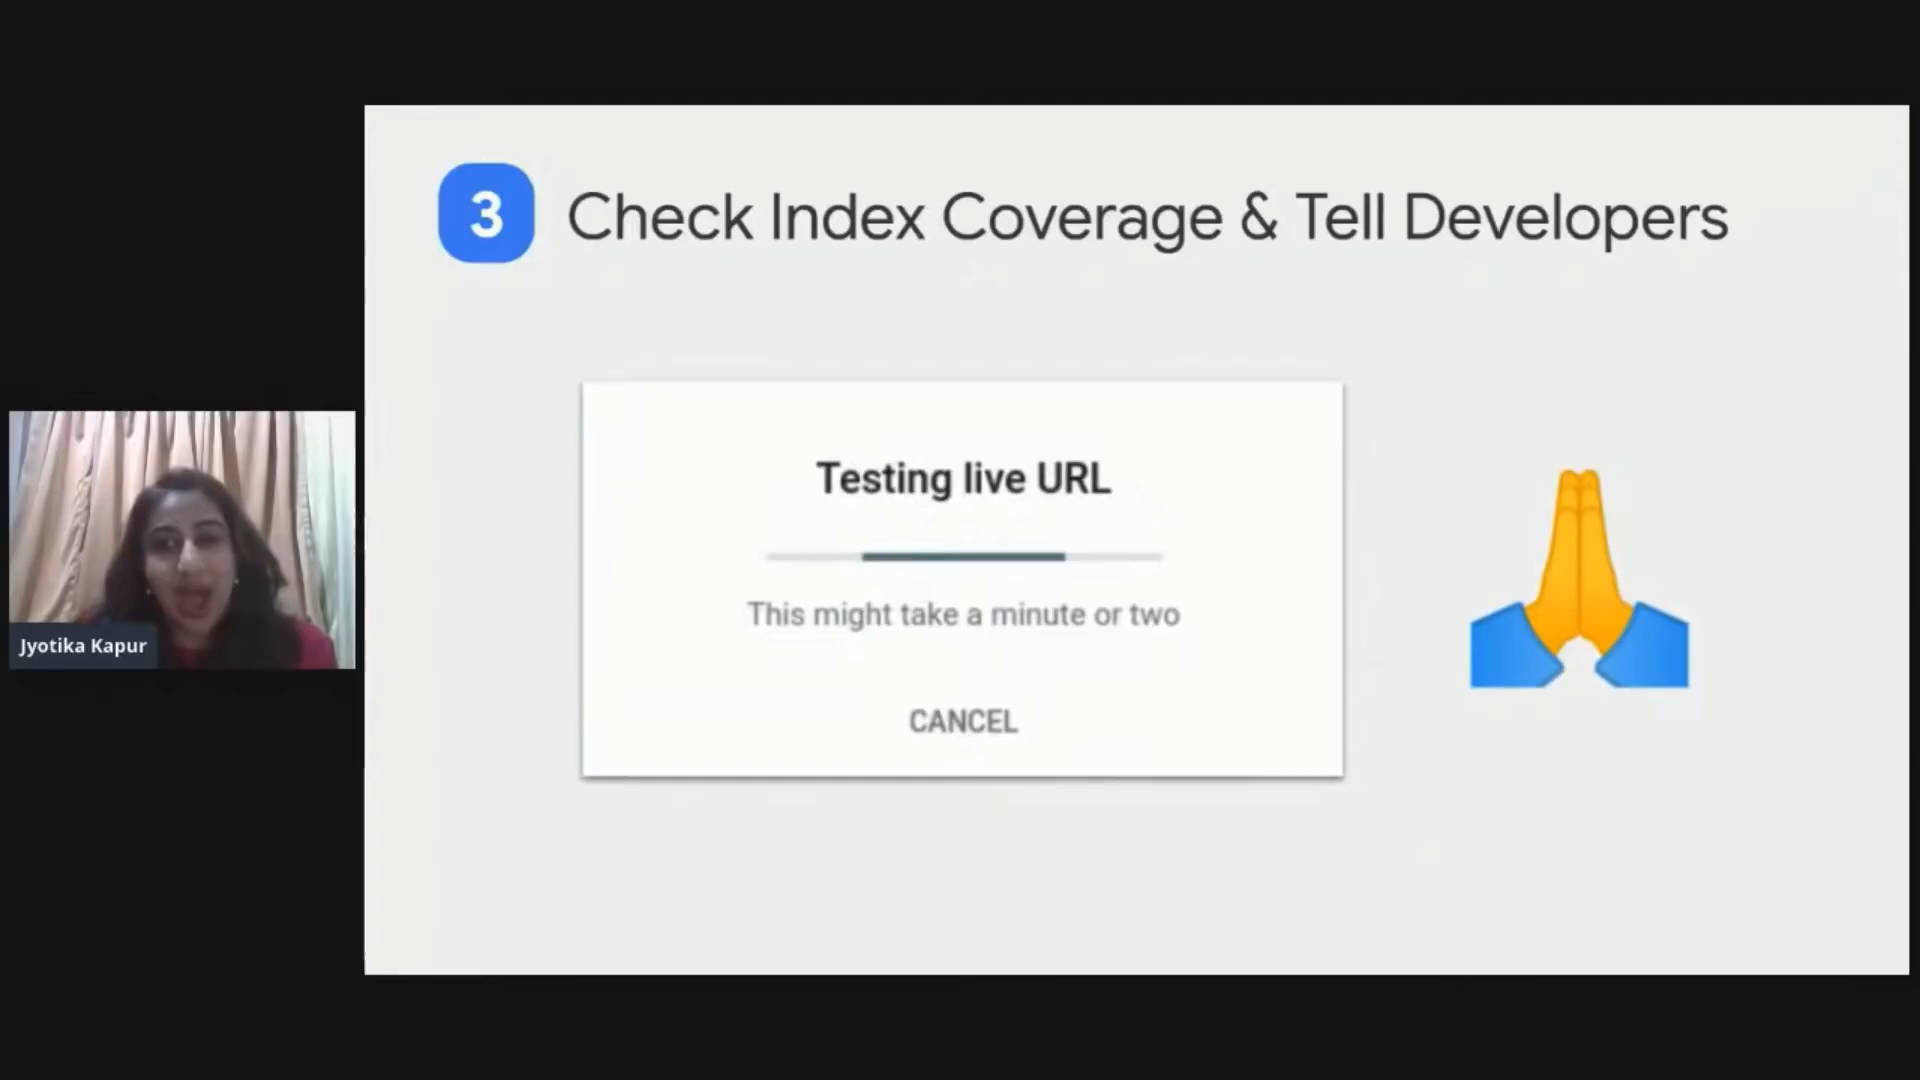 3 Check Index Coverage & Tell Developers
Testing live URL
This might take a minute or two
CANCEL
Jyotika Kapur